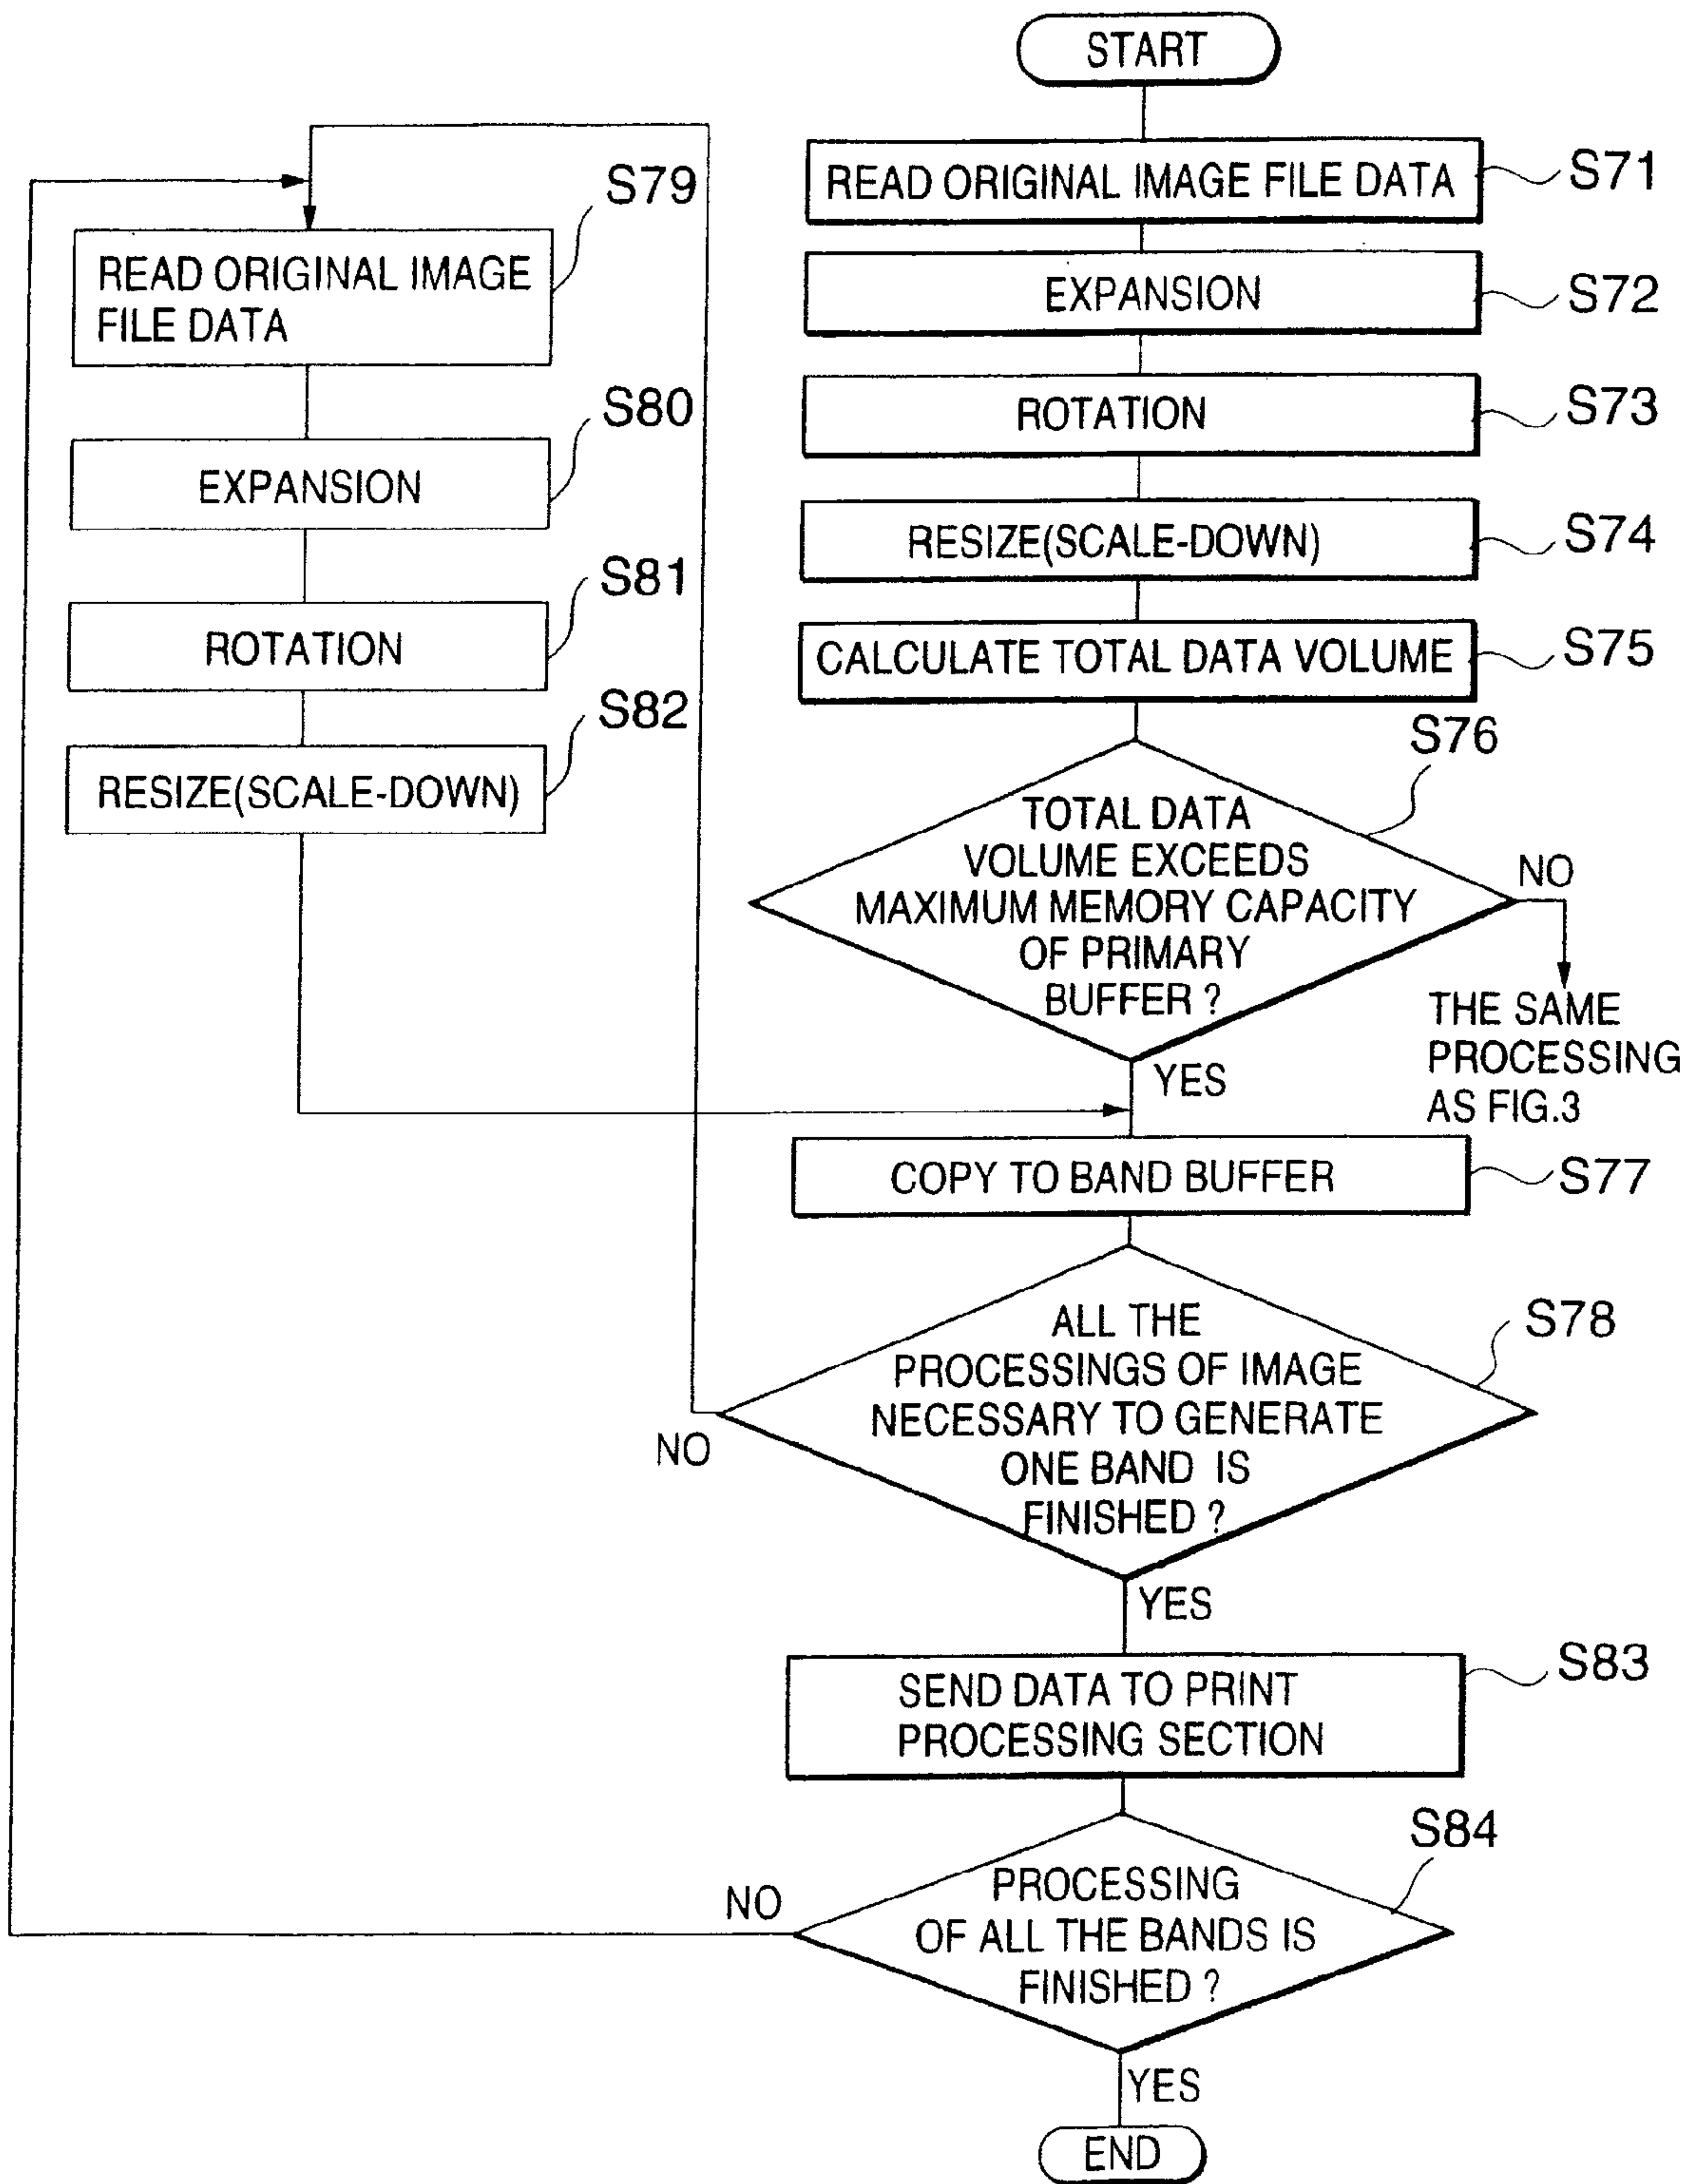 START
READ ORIGINAL IMAGE FILE DATA
S71
EXPANSION
S72
ROTATION
S73
RESIZE(SCALE-DOWN)
S74
CALCULATE TOTAL DATA VOLUME
S75
S76
TOTAL DATA
VOLUME EXCEEDS
MAXIMUM MEMORY CAPACITY
OF PRIMARY
BUFFER ?
NO
THE SAME
PROCESSING
AS FIG.3
YES
COPY TO BAND BUFFER
S77
S78
ALL THE
PROCESSINGS OF IMAGE
NECESSARY TO GENERATE
ONE BAND IS
FINISHED ?
NO
YES
S79
READ ORIGINAL IMAGE
FILE DATA
S80
EXPANSION
S81
ROTATION
S82
RESIZE(SCALE-DOWN)
SEND DATA TO PRINT
PROCESSING SECTION
S83
S84
PROCESSING
OF ALL THE BANDS IS
FINISHED ?
NO
YES
END